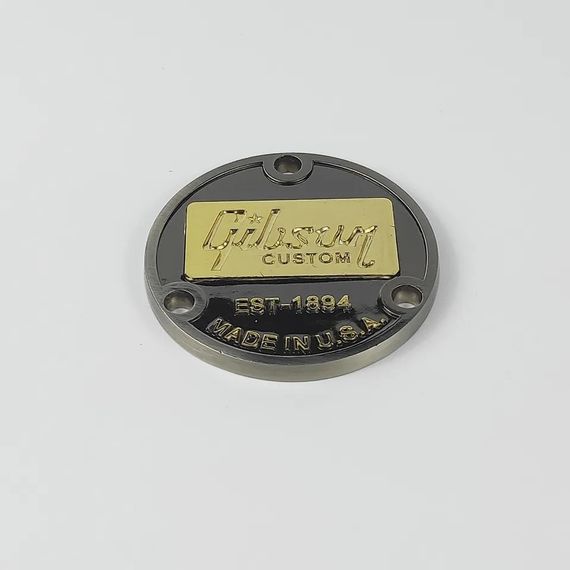 Gibson
CUSTOM
EST-1894
MADE IN U.S.A.